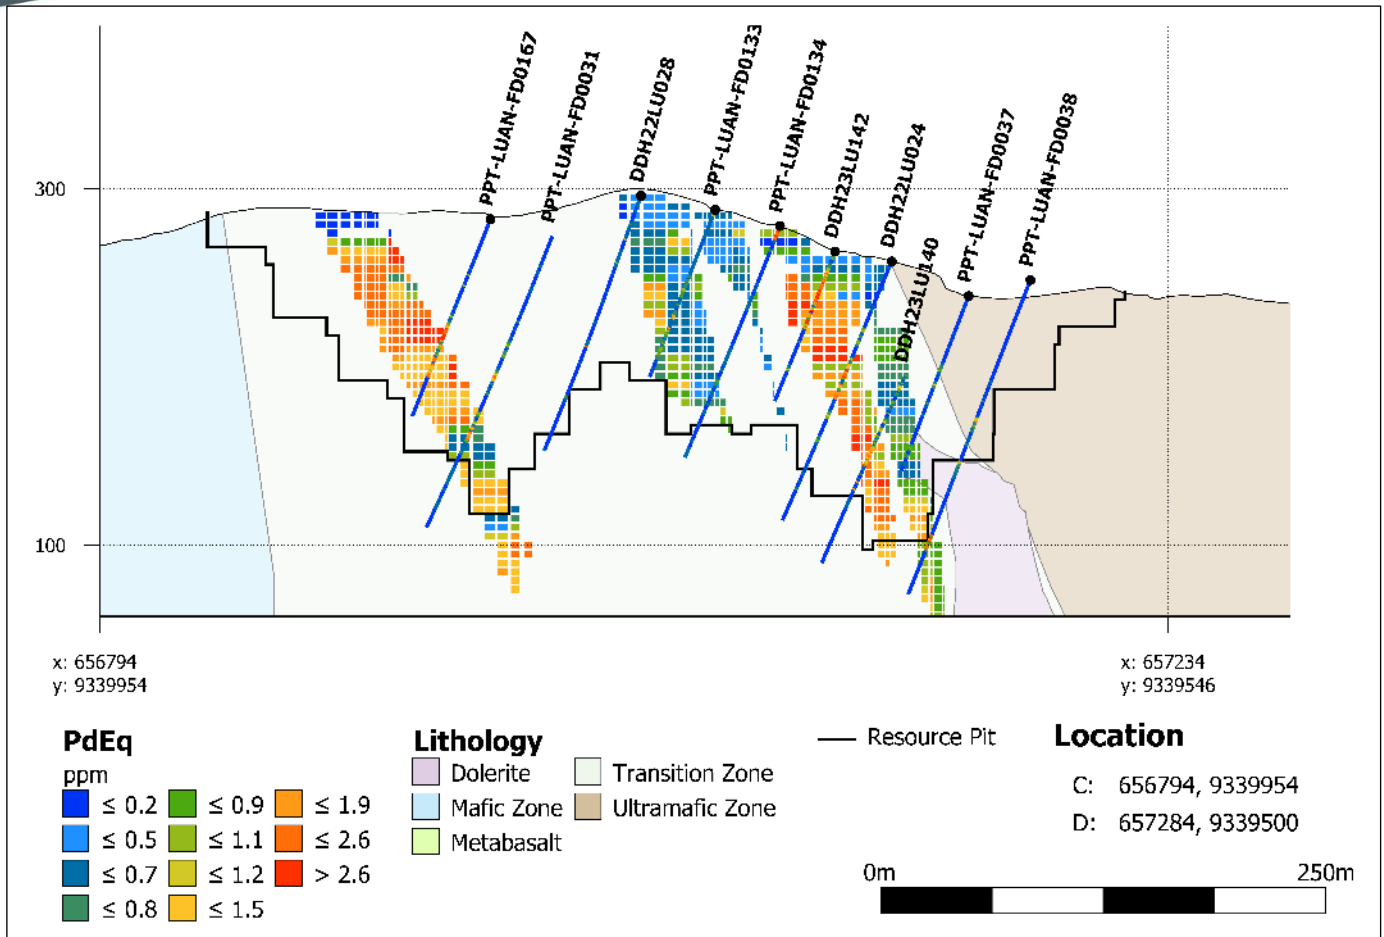 PPT-LUAN-FD0167
PPT-LUAN-FD0031
DDH22LU028
PPT-LUAN-FD0133
PPT-LUAN-FD0134
DDH23LU142
DDH22LU024
DDH23LU140
PPT-LUAN-FD0037
PPT-LUAN-FD0038
300
100
x: 656794
y: 9339954
x: 657234
y: 9339546
PdEq
ppm
≤ 0.2
≤ 0.5
≤ 0.7
≤ 0.8
≤ 0.9
≤ 1.1
≤ 1.2
≤ 1.5
≤ 1.9
≤ 2.6
> 2.6
Lithology
Dolerite
Mafic Zone
Metabasalt
Transition Zone
Ultramafic Zone
Resource Pit
Location
C: 656794, 9339954
D: 657284, 9339500
0m 250m